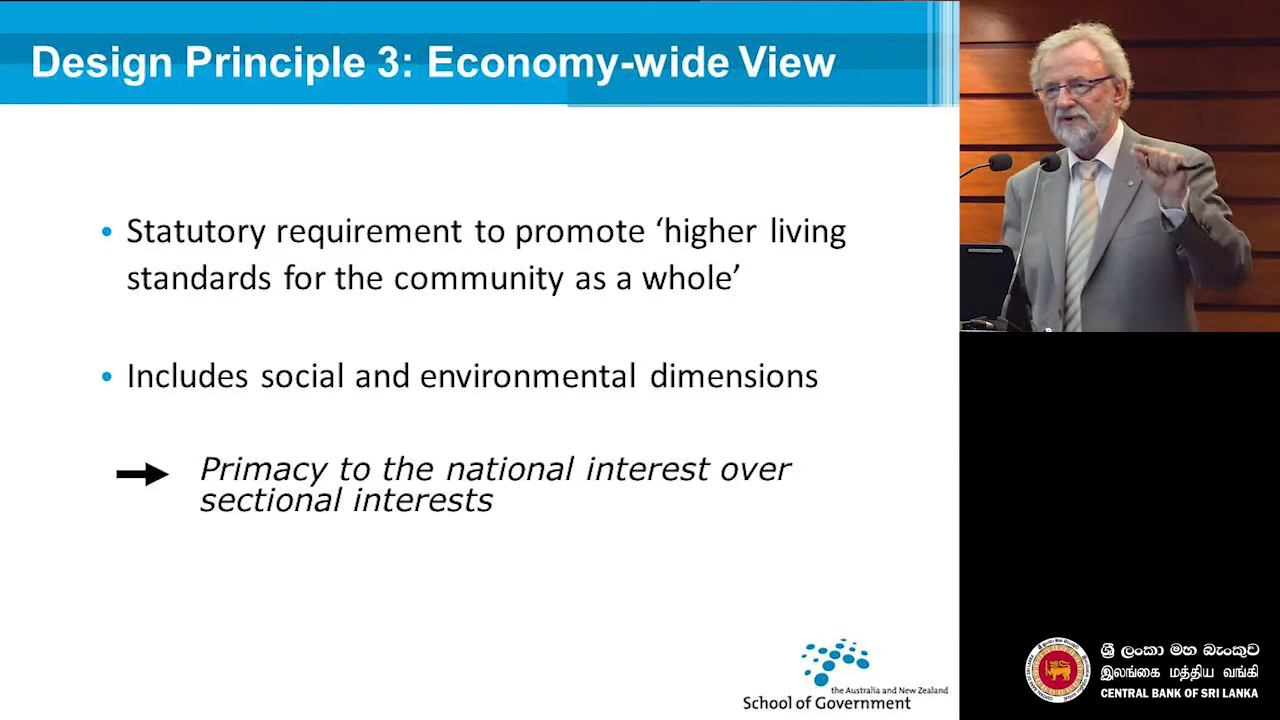 Design Principle 3: Economy-wide View
• Statutory requirement to promote ‘higher living
standards for the community as a whole’
• Includes social and environmental dimensions
Primacy to the national interest over
sectional interests
the Australia and New Zealand
School of Government
ශ්‍රී ලංකා මහ බැංකුව
இலங்கை மத்திய வங்கி
CENTRAL BANK OF SRI LANKA